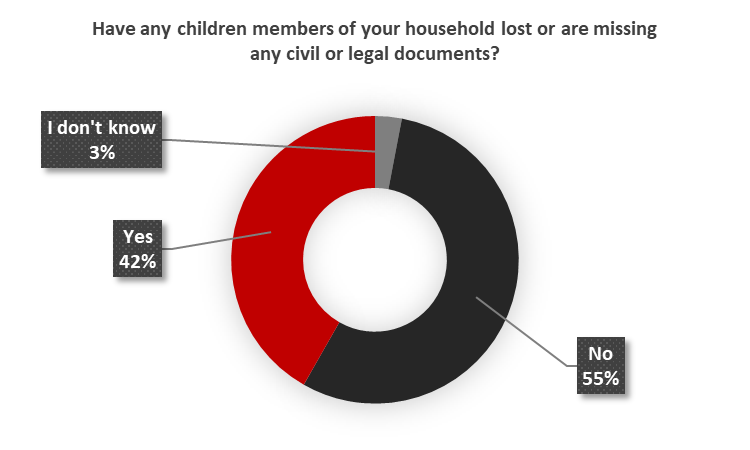 Have any children members of your household lost or are missing
any civil or legal documents?
I don't know
3%
Yes
42%
No
55%